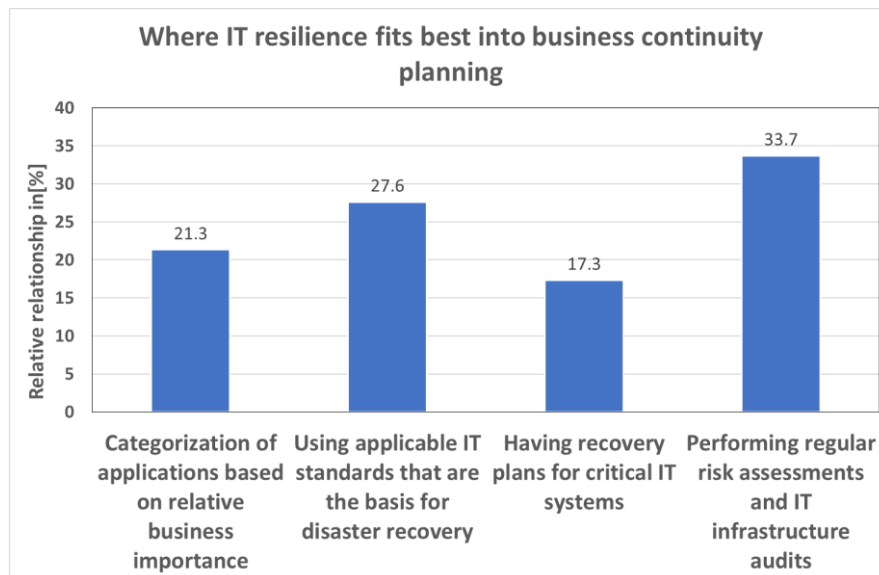 Where IT resilience fits best into business continuity
planning
Relative relationship in[%]
40
35
30
25
20
15
10
5
0
21.3
27.6
17.3
33.7
Categorization of
applications based
on relative
business
importance
Using applicable IT
standards that are
the basis for
disaster recovery
Having recovery
plans for critical IT
systems
Performing regular
risk assessments
and IT
infrastructure
audits